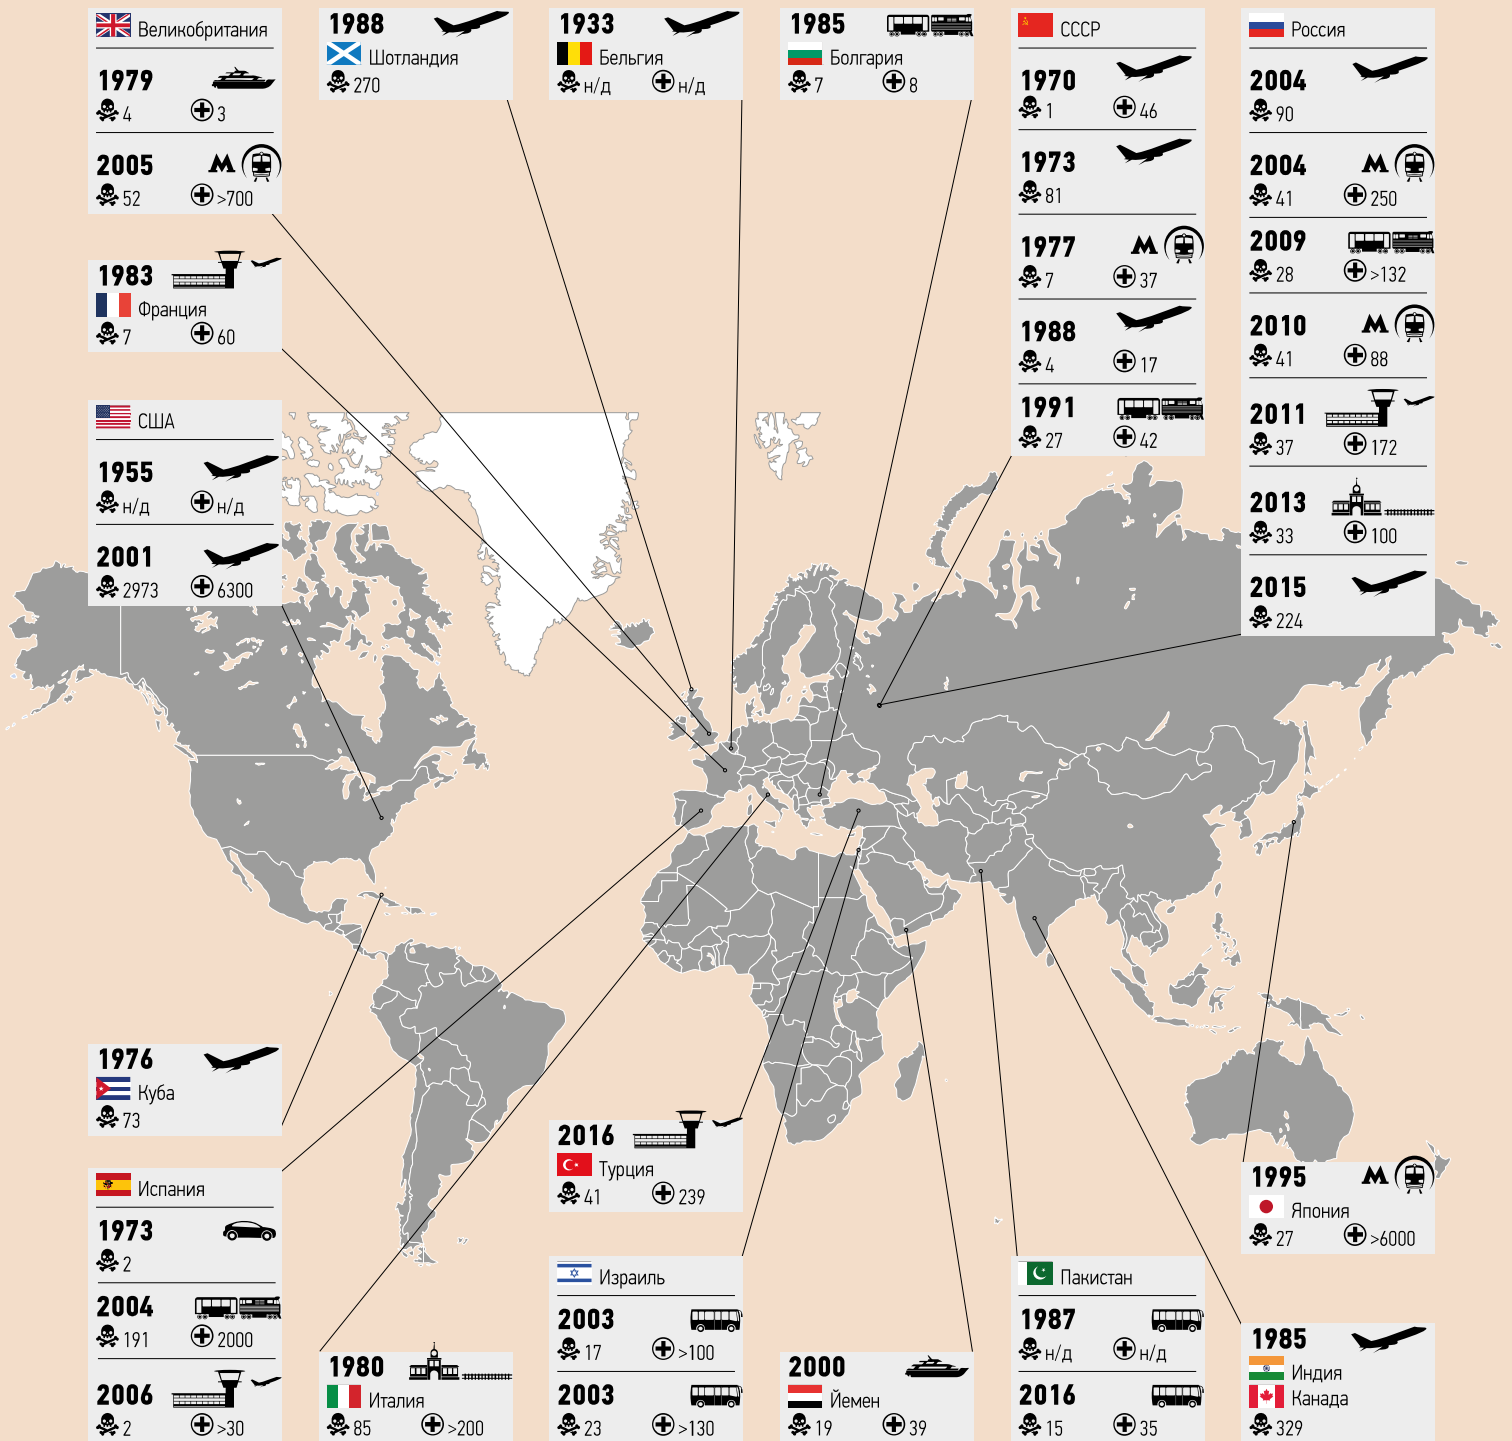 Великобритания
1979
4 3
2005 М
52 >700
1983
Франция
7 60
США
1955
н/д н/д
2001
2973 6300
1988
Шотландия
270
1933
Бельгия
н/д н/д
1985
Болгария
7 8
СССР
1970
1 46
1973
81
1977 М
7 37
1988
4 17
1991
27 42
Россия
2004
90
2004 М
41 250
2009
28 >132
2010 М
41 88
2011
37 172
2013
33 100
2015
224
1976
Куба
73
Испания
1973
2
2004
191 2000
2006
2 >30
1980
Италия
85 >200
2016
Турция
41 239
Израиль
2003
17 >100
2003
23 >130
2000
Йемен
19 39
Пакистан
1987
н/д н/д
2016
15 35
1995 М
Япония
27 >6000
1985
Индия
Канада
329